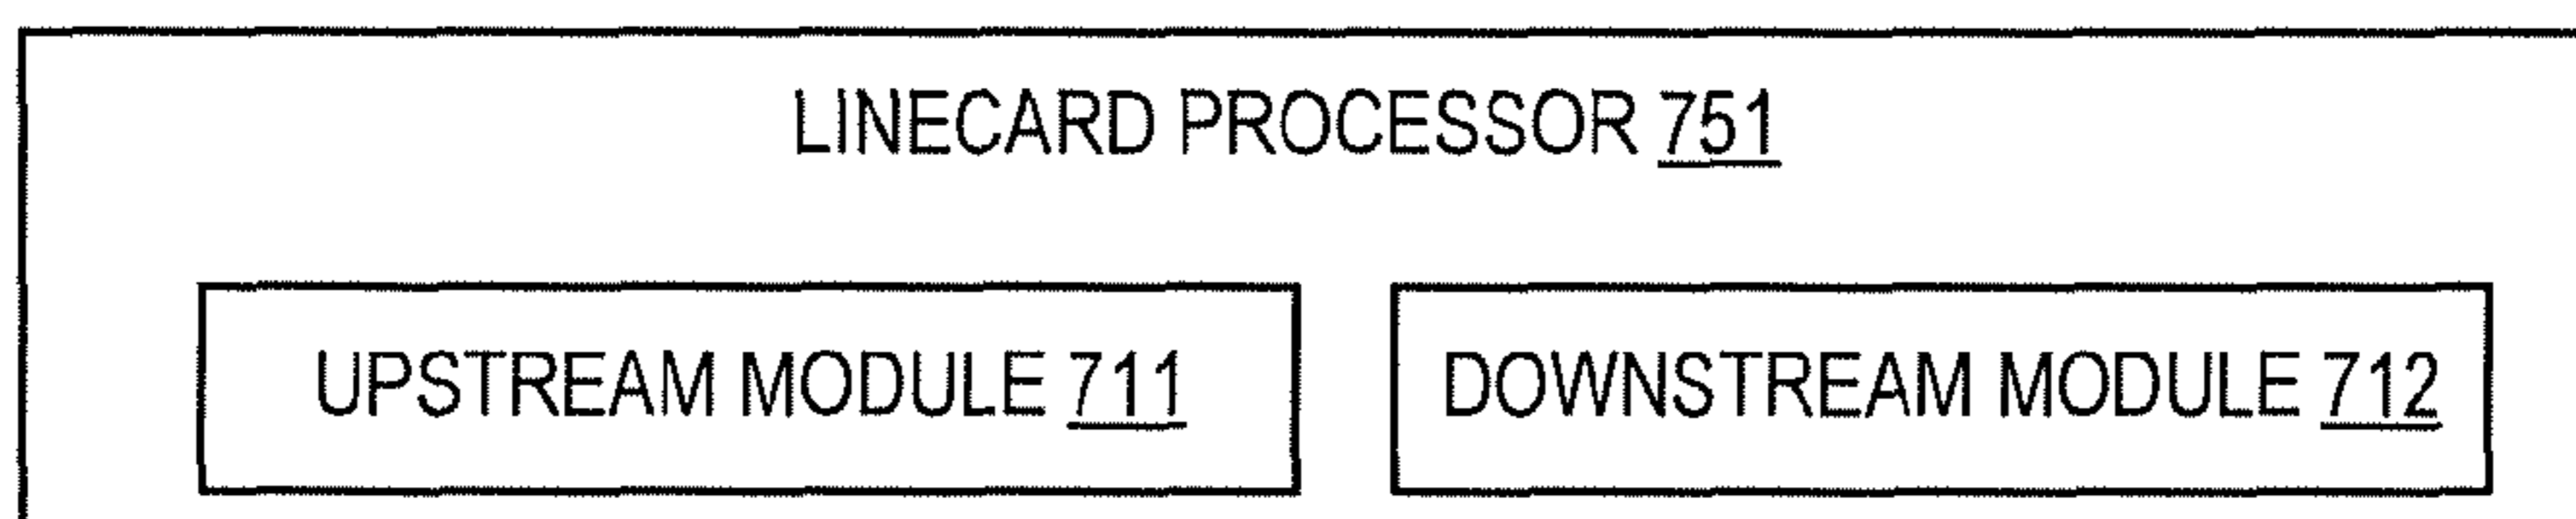 LINECARD PROCESSOR 751
UPSTREAM MODULE 711
DOWNSTREAM MODULE 712